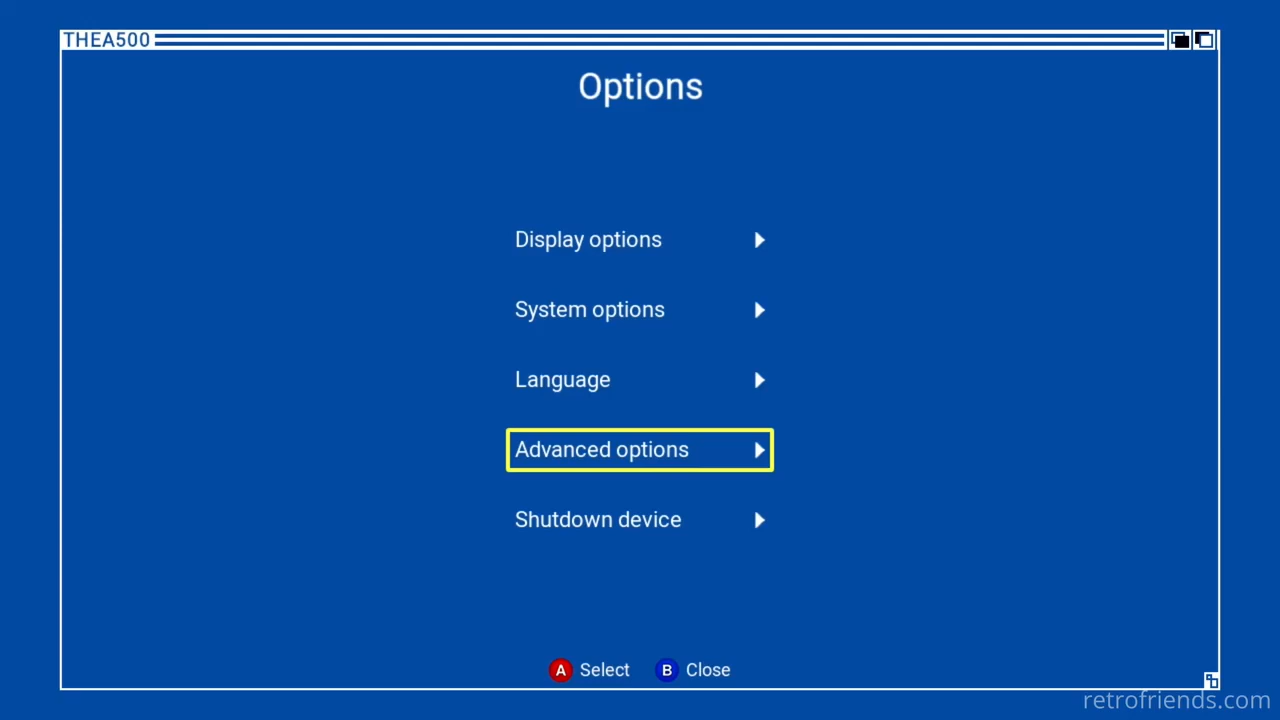 THEA500
Options
Display options
System options
Language
Advanced options
Shutdown device
A Select B Close
retrofriends.com